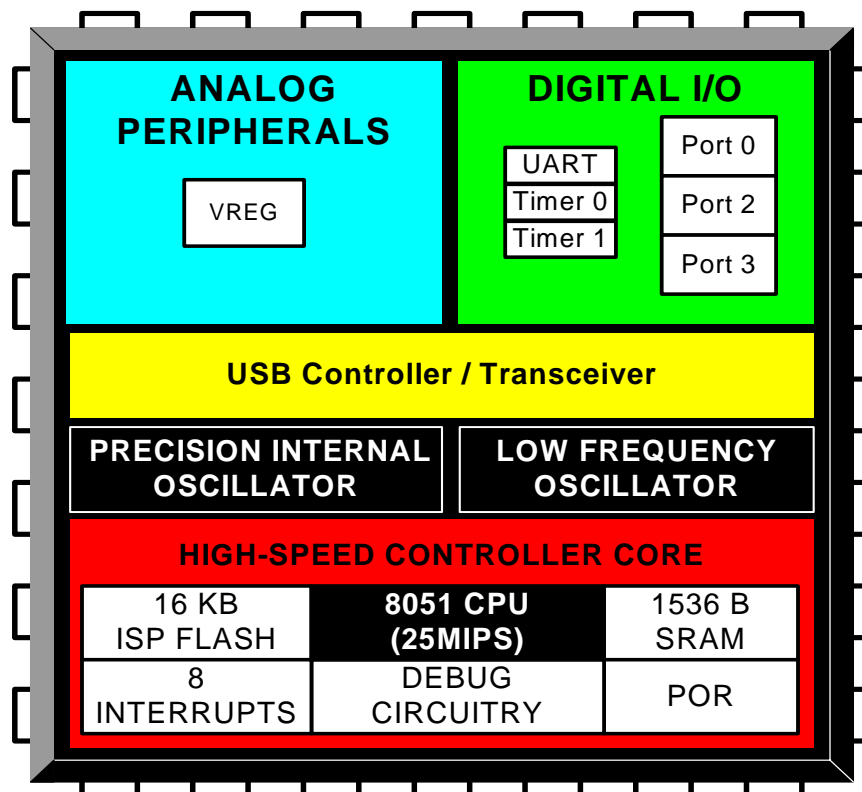 ANALOG
PERIPHERALS
VREG
DIGITAL I/O
UART
Timer 0
Timer 1
Port 0
Port 2
Port 3
USB Controller / Transceiver
PRECISION INTERNAL
OSCILLATOR
LOW FREQUENCY
OSCILLATOR
HIGH-SPEED CONTROLLER CORE
16 KB
ISP FLASH
8051 CPU
(25MIPS)
1536 B
SRAM
8
INTERRUPTS
DEBUG
CIRCUITRY
POR